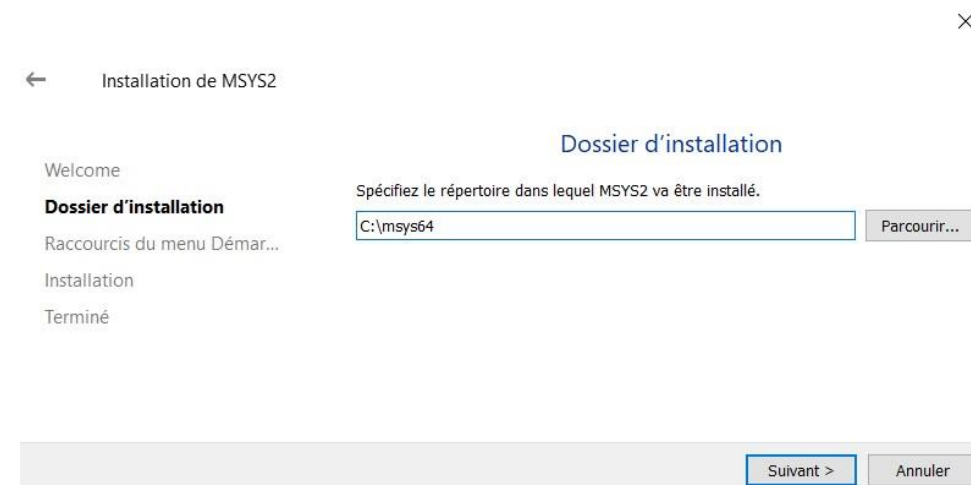 Installation de MSYS2
Dossier d’installation
Welcome
Spécifiez le répertoire dans lequel MSYS2 va être installé.
Dossier d’installation
C:\msys64
Parcourir...
Raccourcis du menu Démar...
Installation
Terminé
Suivant >
Annuler